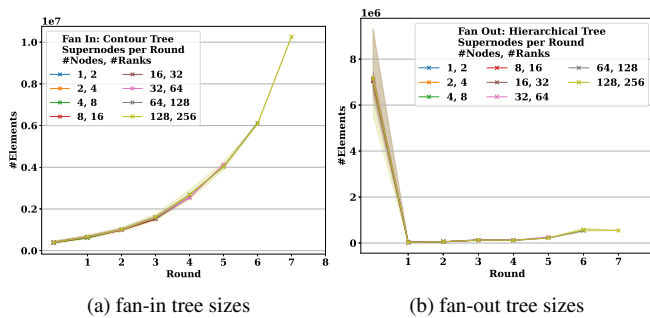 1e7
Fan In: Contour Tree
Supernodes per Round
#Nodes, #Ranks
1, 2
2, 4
4, 8
8, 16
16, 32
32, 64
64, 128
128, 256
1.0
0.8
0.6
0.4
0.2
0.0
#Elements
1 2 3 4 5 6 7 8
Round
(a) fan-in tree sizes
1e6
Fan Out: Hierarchical Tree
Supernodes per Round
#Nodes, #Ranks
1, 2
2, 4
4, 8
8, 16
16, 32
32, 64
64, 128
128, 256
8
6
4
2
0
#Elements
1 2 3 4 5 6 7
Round
(b) fan-out tree sizes